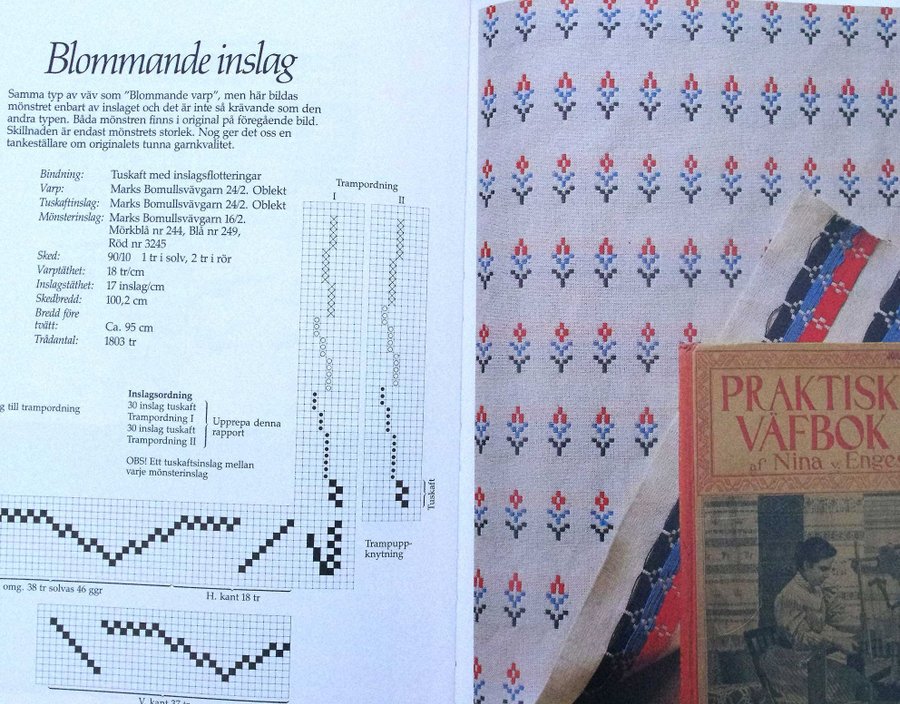 Blommande inslag
Samma typ av väv som "Blommande varp", men här bildas
mönstret enbart av inslaget och det är inte så krävande som den
andra typen. Båda mönstren finns i original på föregående bild.
Skillnaden är endast mönstrets storlek. Nog ger det oss en
tankeställare om originalets tunna garnkvalitet.
Bindning: Tuskaft med inslagsflotteringar
Varp: Marks Bomullsvävgarn 24/2. Oblekt
Tuskaftinslag: Marks Bomullsvävgarn 24/2. Oblekt
Mönsterinslag: Marks Bomullsvävgarn 16/2.
Mörkblå nr 244, Blå nr 249,
Röd nr 3245
Sked: 90/10 1 tr i solv, 2 tr i rör
Varptäthet: 18 tr/cm
Inslagstäthet: 17 inslag/cm
Skedbredd: 100,2 cm
Bredd före
tvätt: Ca. 95 cm
Trådantal: 1803 tr
Trampordning
I II
Inslagsordning
30 inslag tuskaft
Trampordning I
30 inslag tuskaft
Trampordning II
Upprepa denna
rapport
OBS! Ett tuskaftsinslag mellan
varje mönsterinslag
g till trampordning
Tuskaft
Trampupp-
knytning
omg. 38 tr solvas 46 ggr
H. kant 18 tr
V. kant 37 tr
PRAKTISK
VÄFBOK
af Nina v. Enge